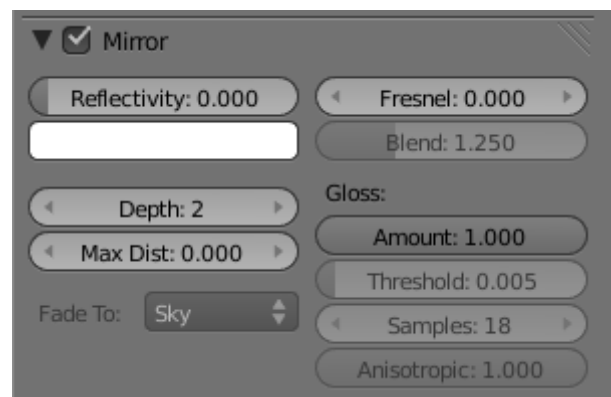 Mirror
Reflectivity: 0.000
Fresnel: 0.000
Blend: 1.250
Depth: 2
Max Dist: 0.000
Fade To: Sky
Gloss:
Amount: 1.000
Threshold: 0.005
Samples: 18
Anisotropic: 1.000